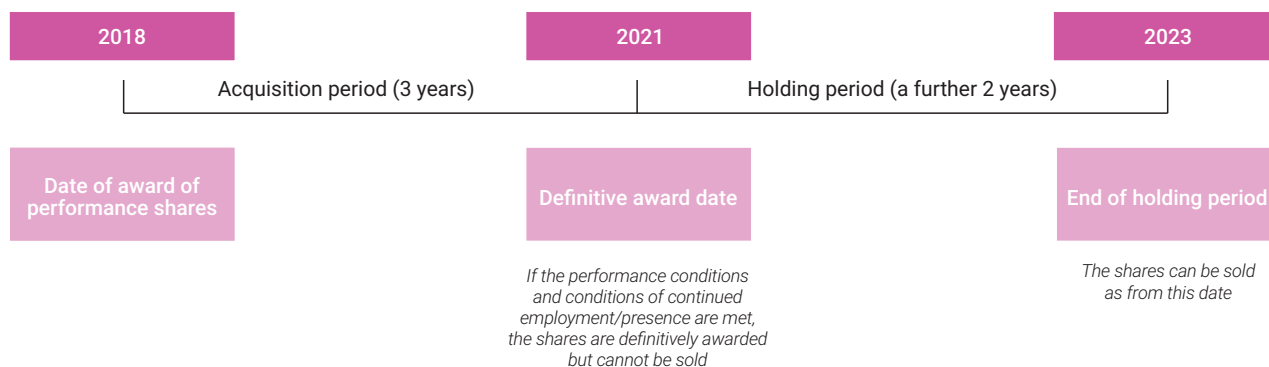 2018
2021
2023
Acquisition period (3 years)
Holding period (a further 2 years)
Date of award of
performance shares
Definitive award date
End of holding period
If the performance conditions
and conditions of continued
employment/presence are met,
the shares are definitively awarded
but cannot be sold
The shares can be sold
as from this date